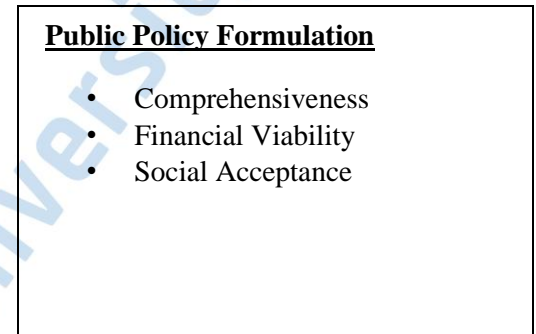 Public Policy Formulation
• Comprehensiveness
• Financial Viability
• Social Acceptance